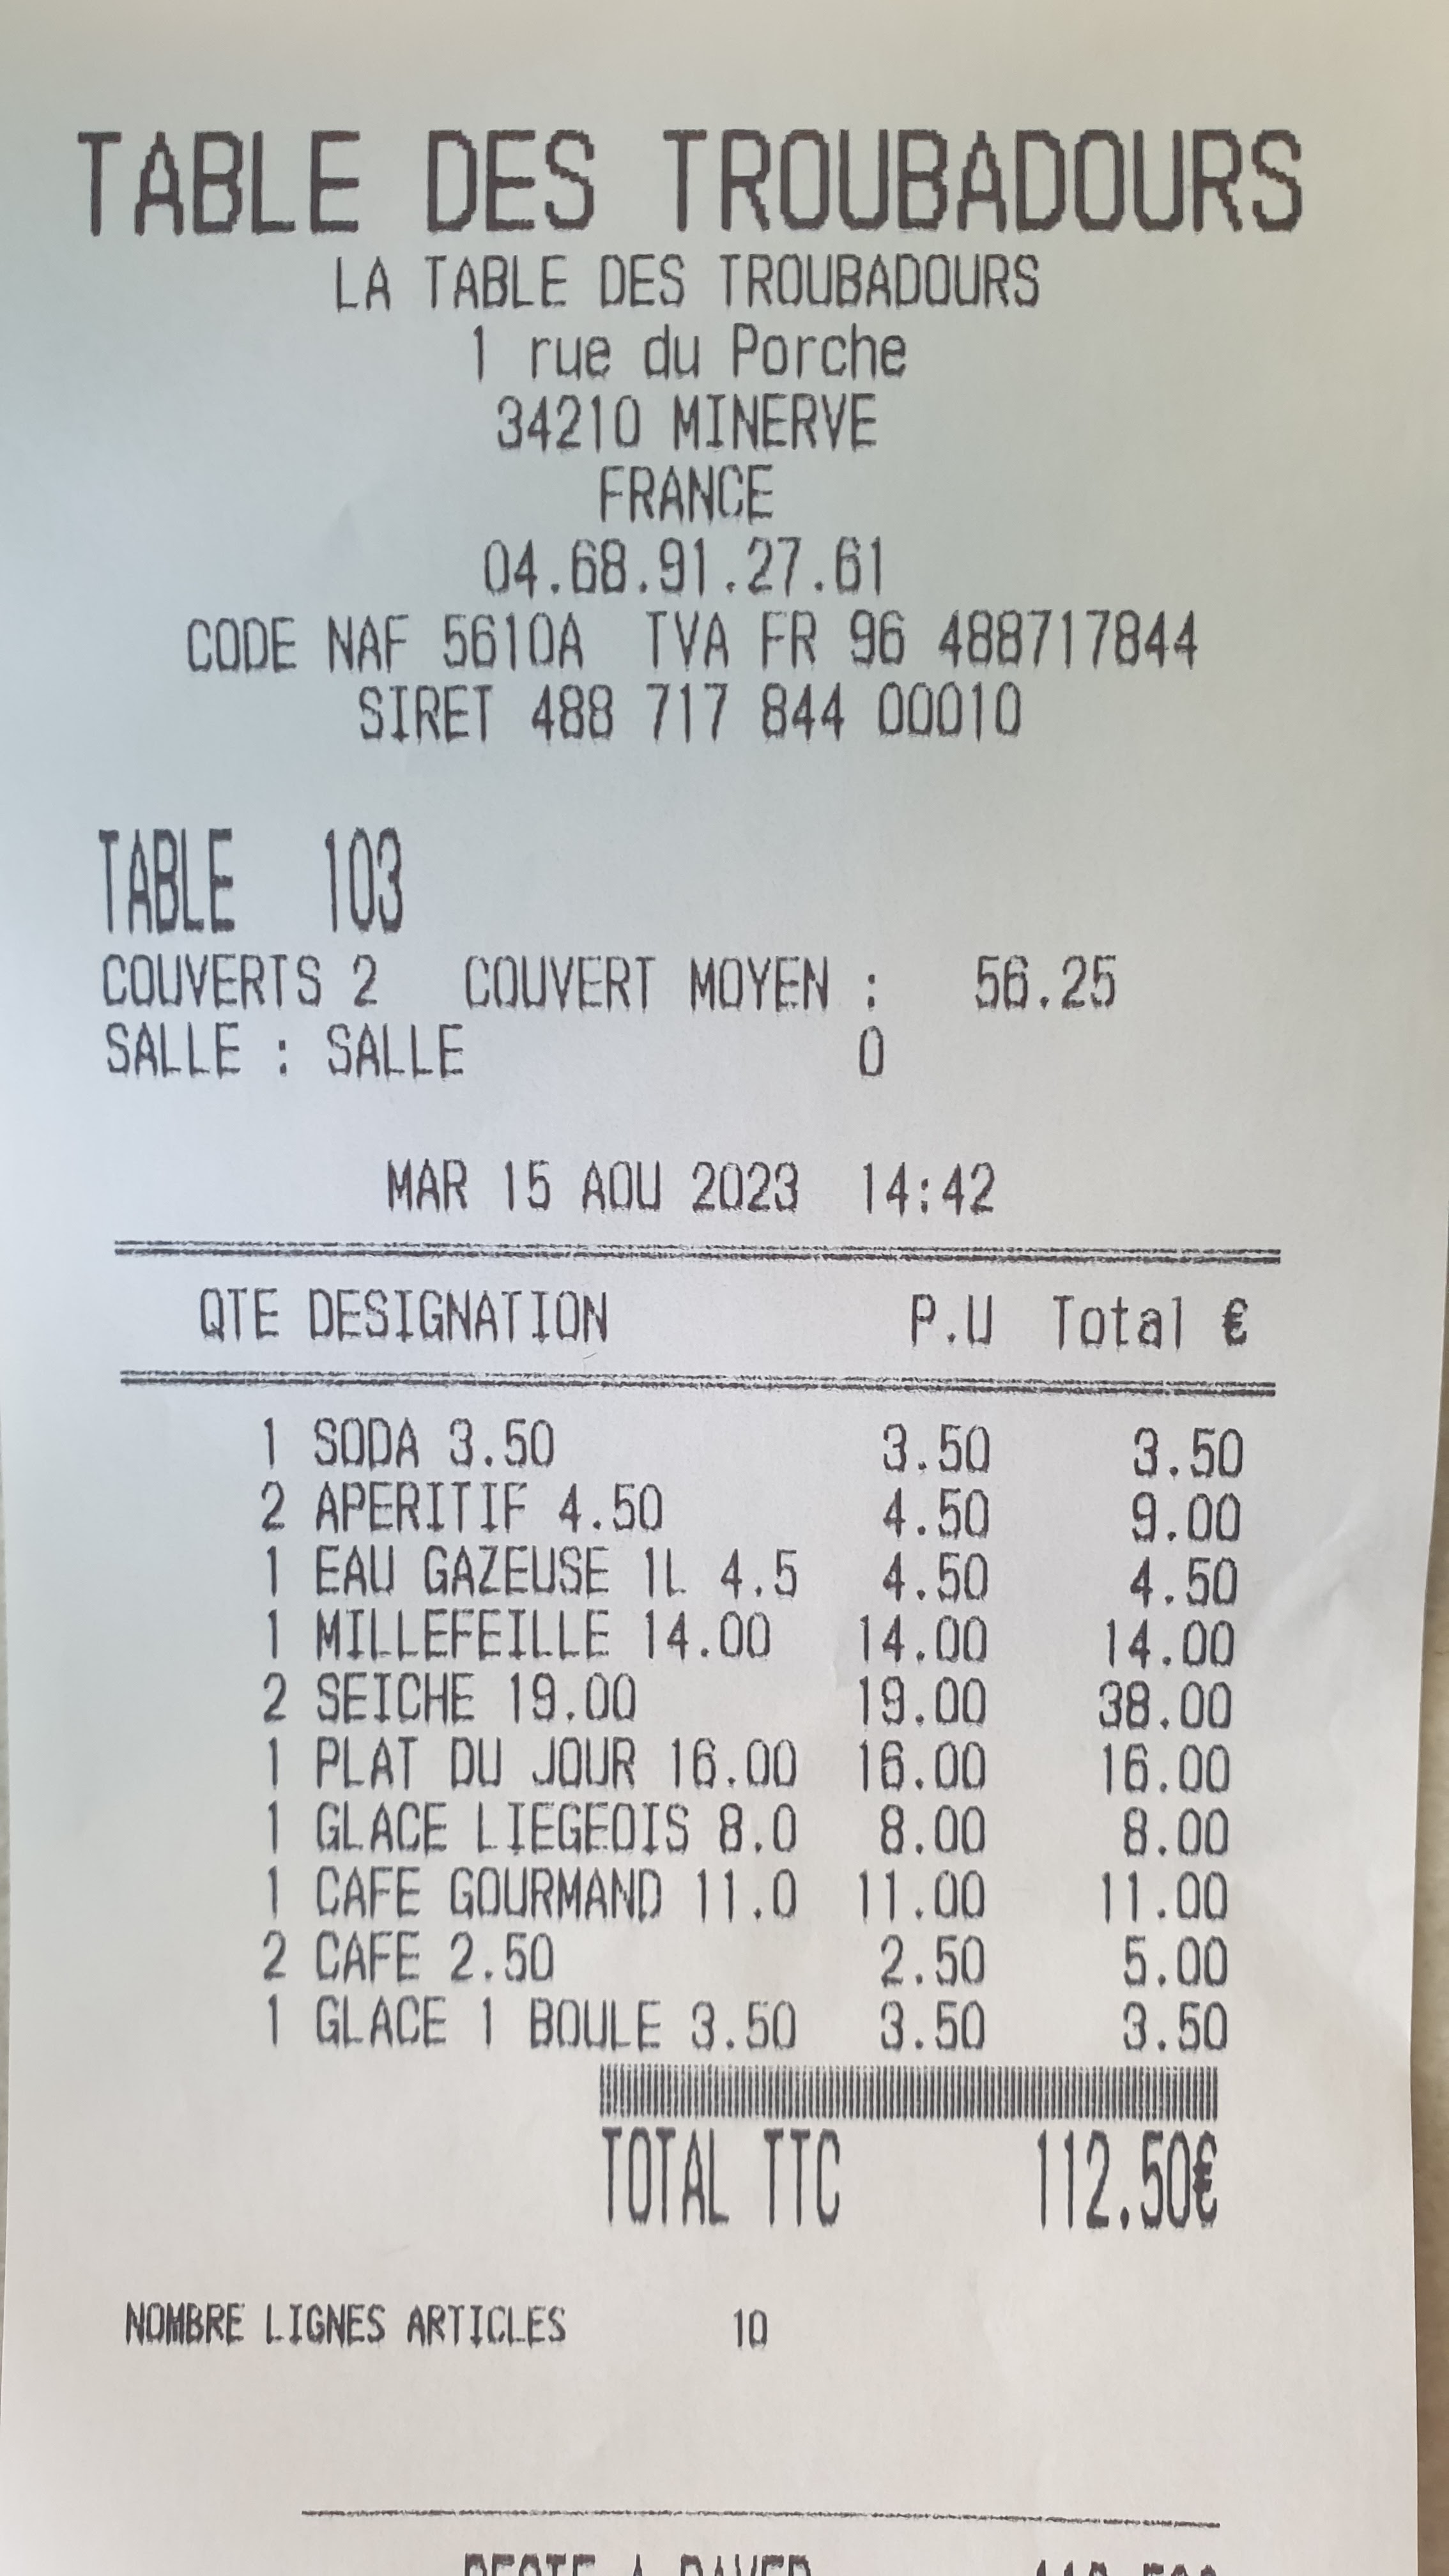 TABLE DES TROUBADOURS
LA TABLE DES TROUBADOURS
1 rue du Porche
34210 MINERVE
FRANCE
04.68.91.27.61
CODE NAF 5610A TVA FR 96 488717844
SIRET 488 717 844 00010
TABLE 103
COUVERTS 2 COUVERT MOYEN : 56.25
SALLE : SALLE 0
MAR 15 AOU 2023 14:42
QTE DESIGNATION P.U Total €
1 SODA 3.50 3.50 3.50
2 APERITIF 4.50 4.50 9.00
1 EAU GAZEUSE 1L 4.5 4.50 4.50
1 MILLEFEILLE 14.00 14.00 14.00
2 SEICHE 19.00 19.00 38.00
1 PLAT DU JOUR 16.00 16.00 16.00
1 GLACE LIEGEOIS 8.0 8.00 8.00
1 CAFE GOURMAND 11.0 11.00 11.00
2 CAFE 2.50 2.50 5.00
1 GLACE 1 BOULE 3.50 3.50 3.50
TOTAL TTC 112.50€
NOMBRE LIGNES ARTICLES 10